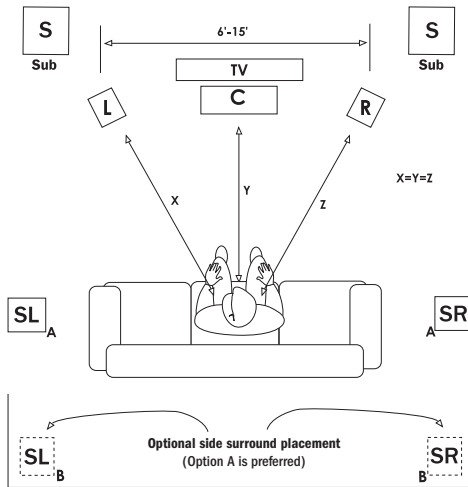 S
Sub
6'-15'
S
Sub
TV
C
L
R
X
Y
Z
X=Y=Z
SL
A
A
SR
Optional side surround placement
(Option A is preferred)
SL
B
B
SR